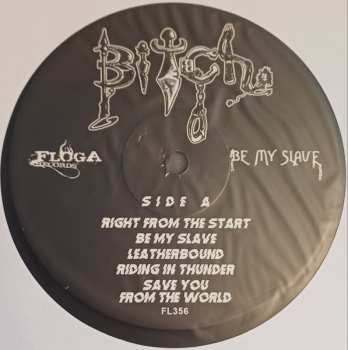 Bitch
FLOGA
RECORDS
BE MY SLAVE
SIDE A
RIGHT FROM THE START
BE MY SLAVE
LEATHERBOUND
RIDING IN THUNDER
SAVE YOU
FROM THE WORLD
FL356